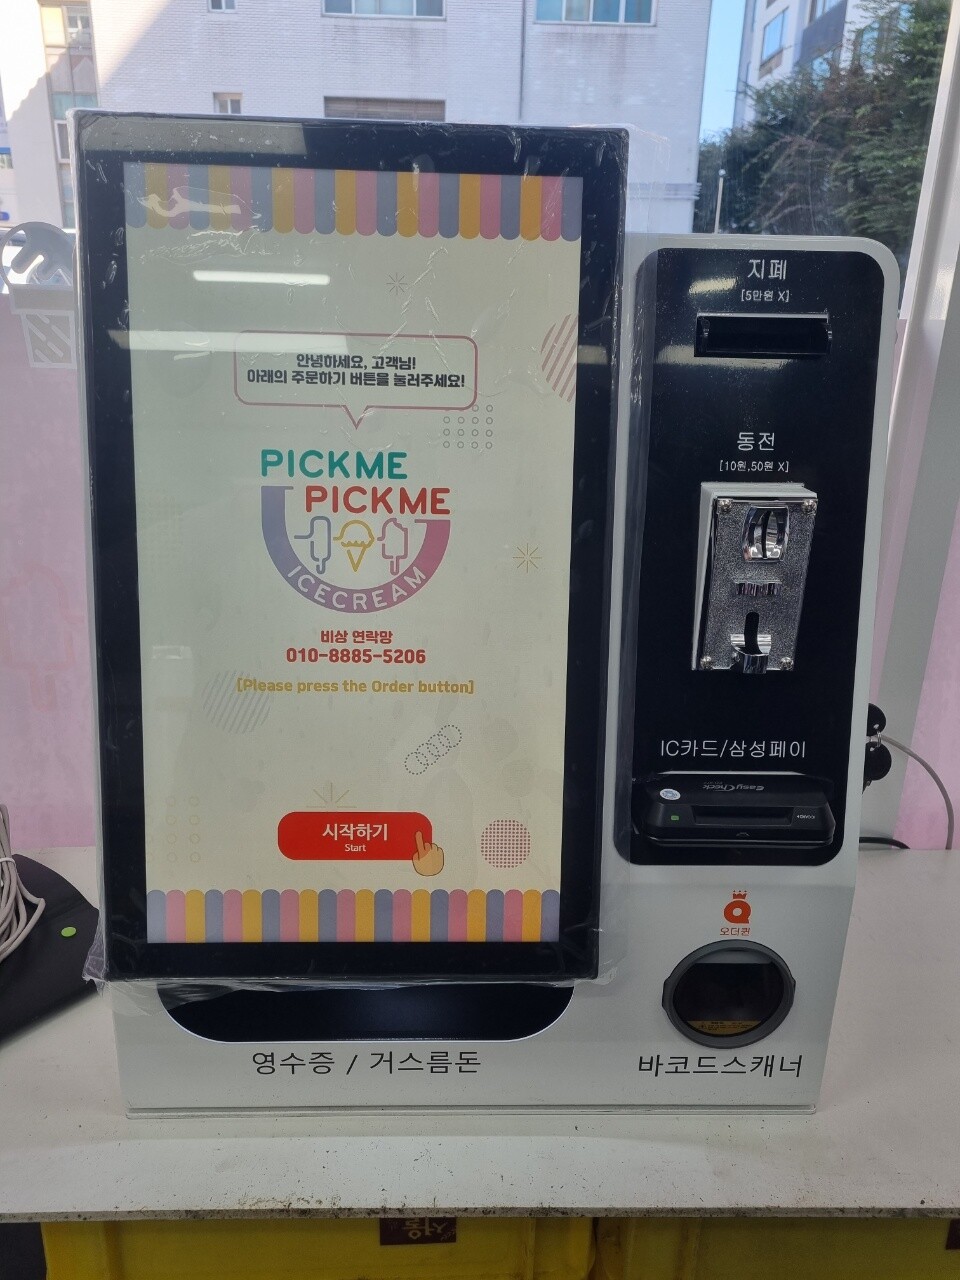 지폐
[5만원 X]
안녕하세요, 고객님!
아래의 주문하기 버튼을 눌러주세요!
PICKME
PICKME
ICECREAM
동전
[10원,50원 X]
비상 연락망
010-8885-5206
[Please press the Order button]
IC카드/삼성페이
EasyCheck
시작하기
Start
오더퀸
영수증 / 거스름돈
바코드스캐너